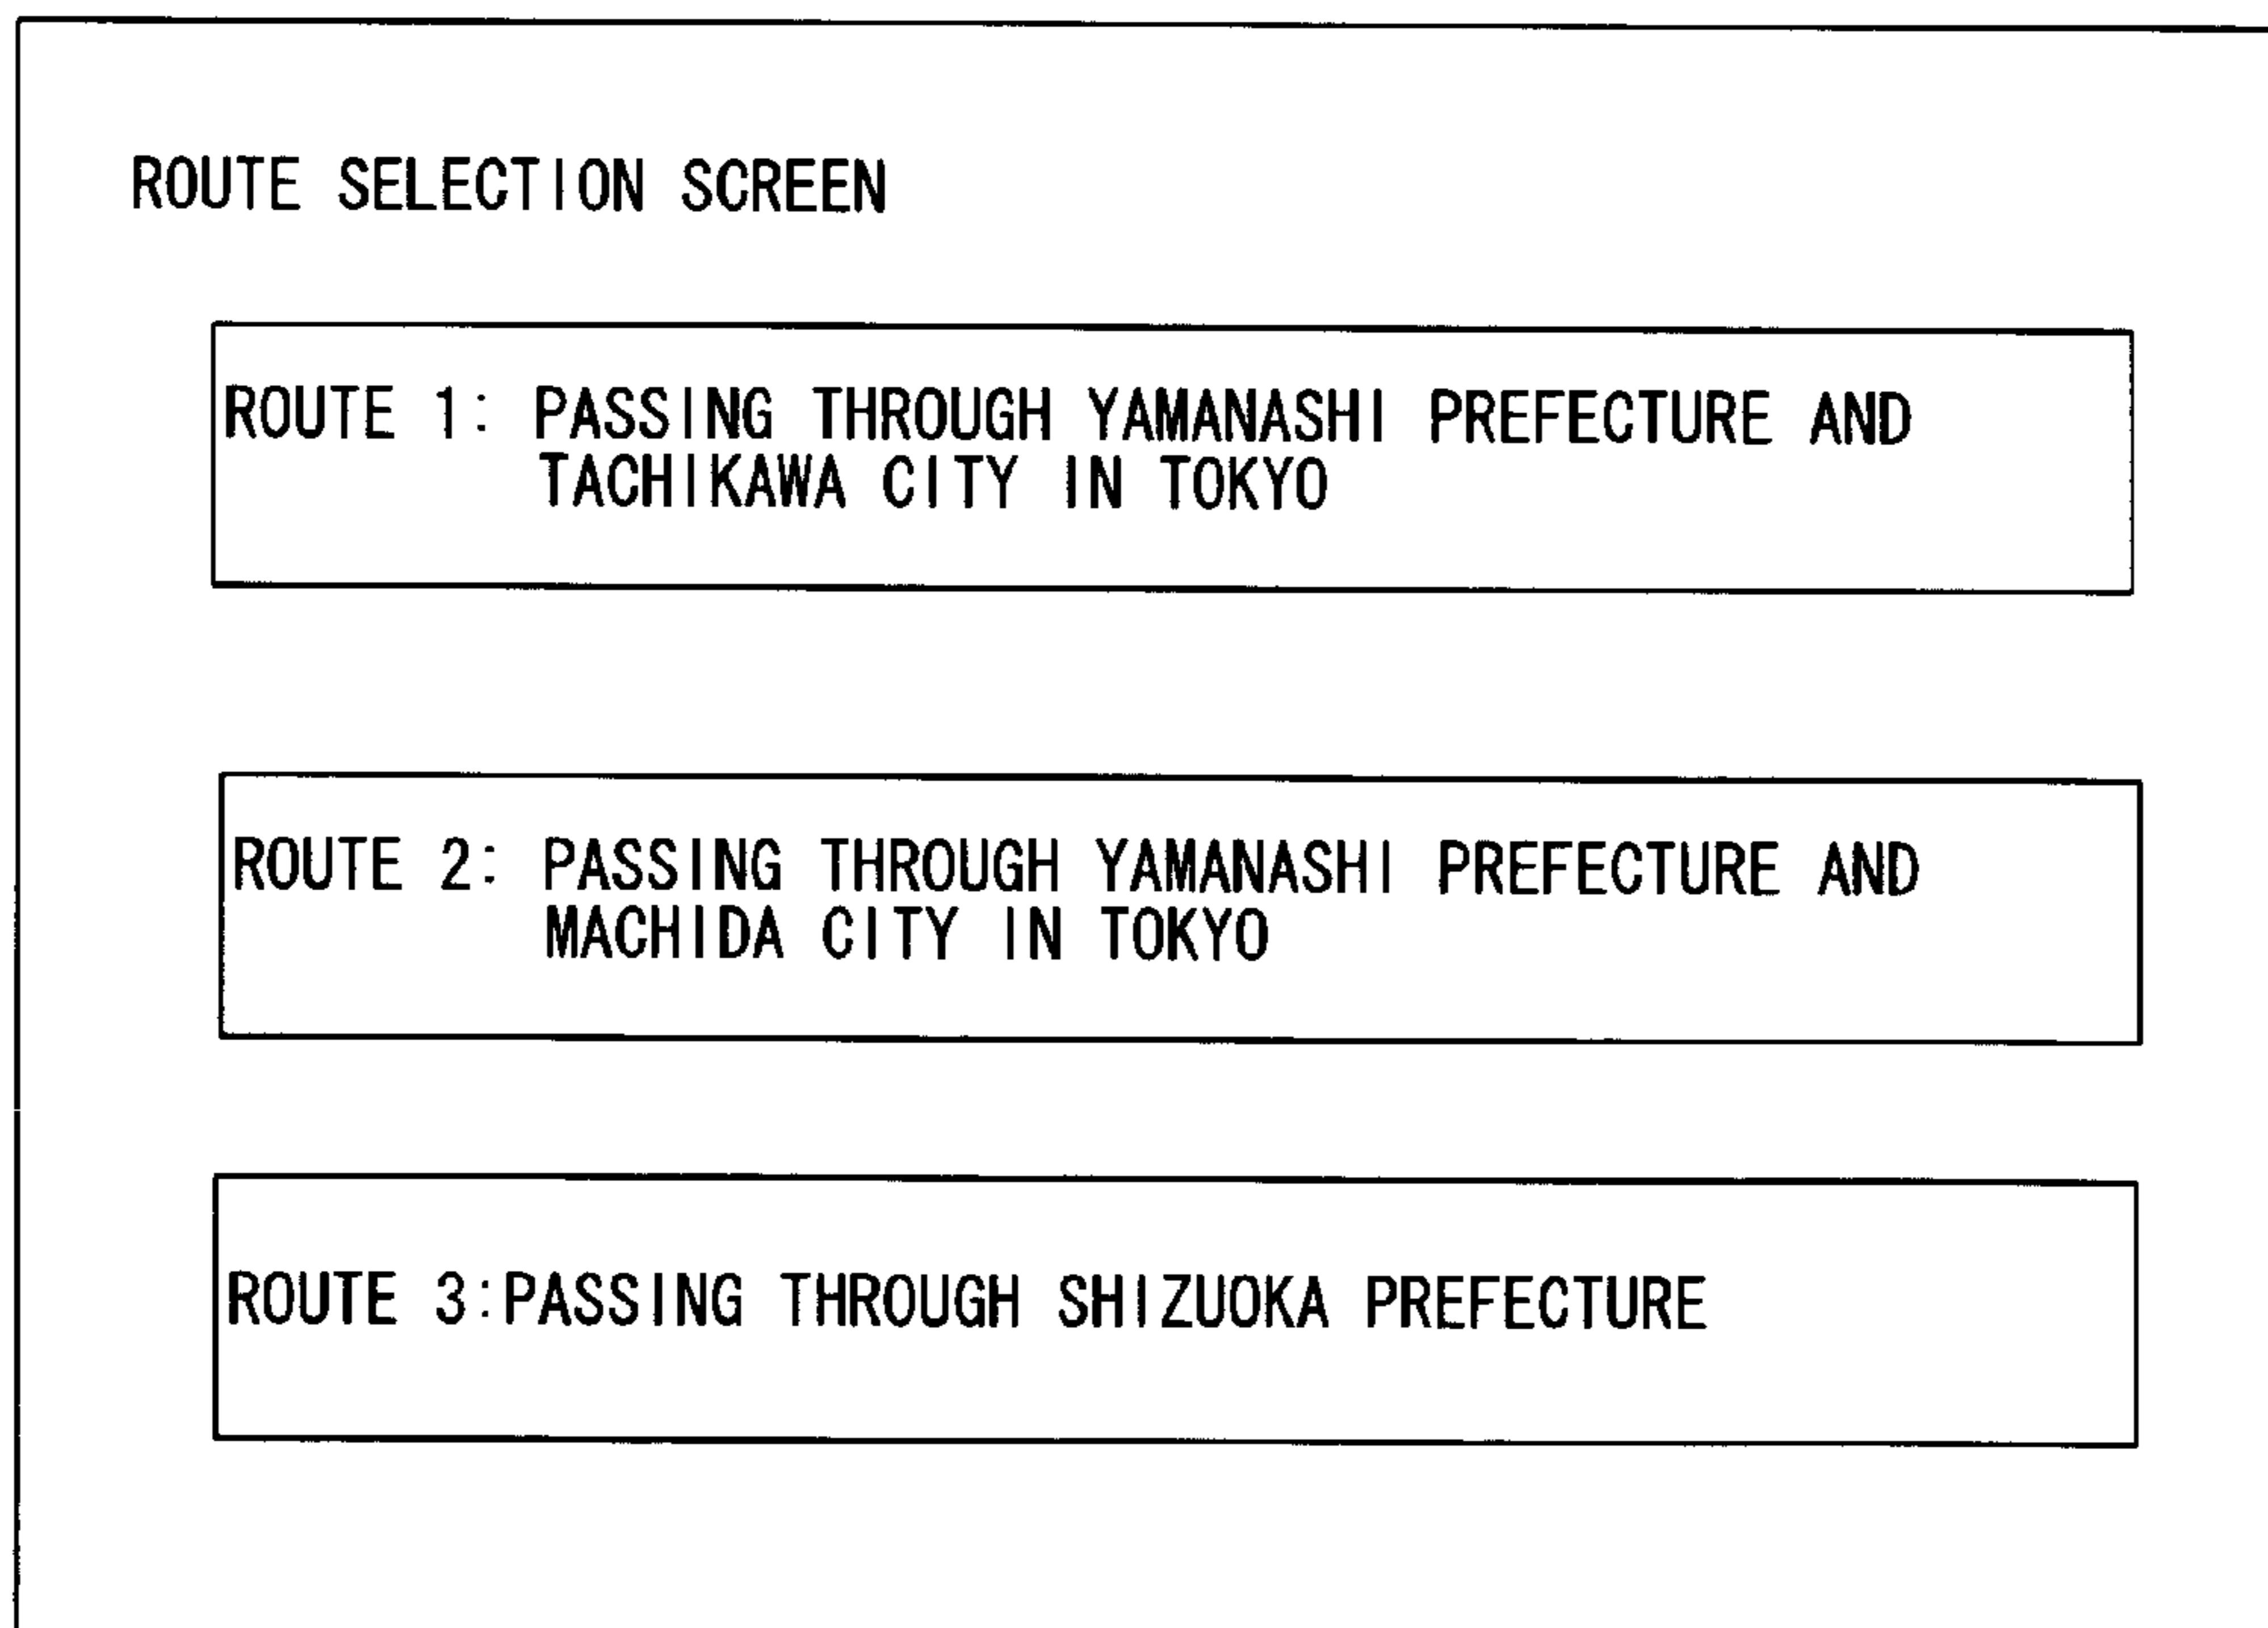 ROUTE SELECTION SCREEN
ROUTE 1: PASSING THROUGH YAMANASHI PREFECTURE AND
TACHIKAWA CITY IN TOKYO
ROUTE 2: PASSING THROUGH YAMANASHI PREFECTURE AND
MACHIDA CITY IN TOKYO
ROUTE 3:PASSING THROUGH SHIZUOKA PREFECTURE